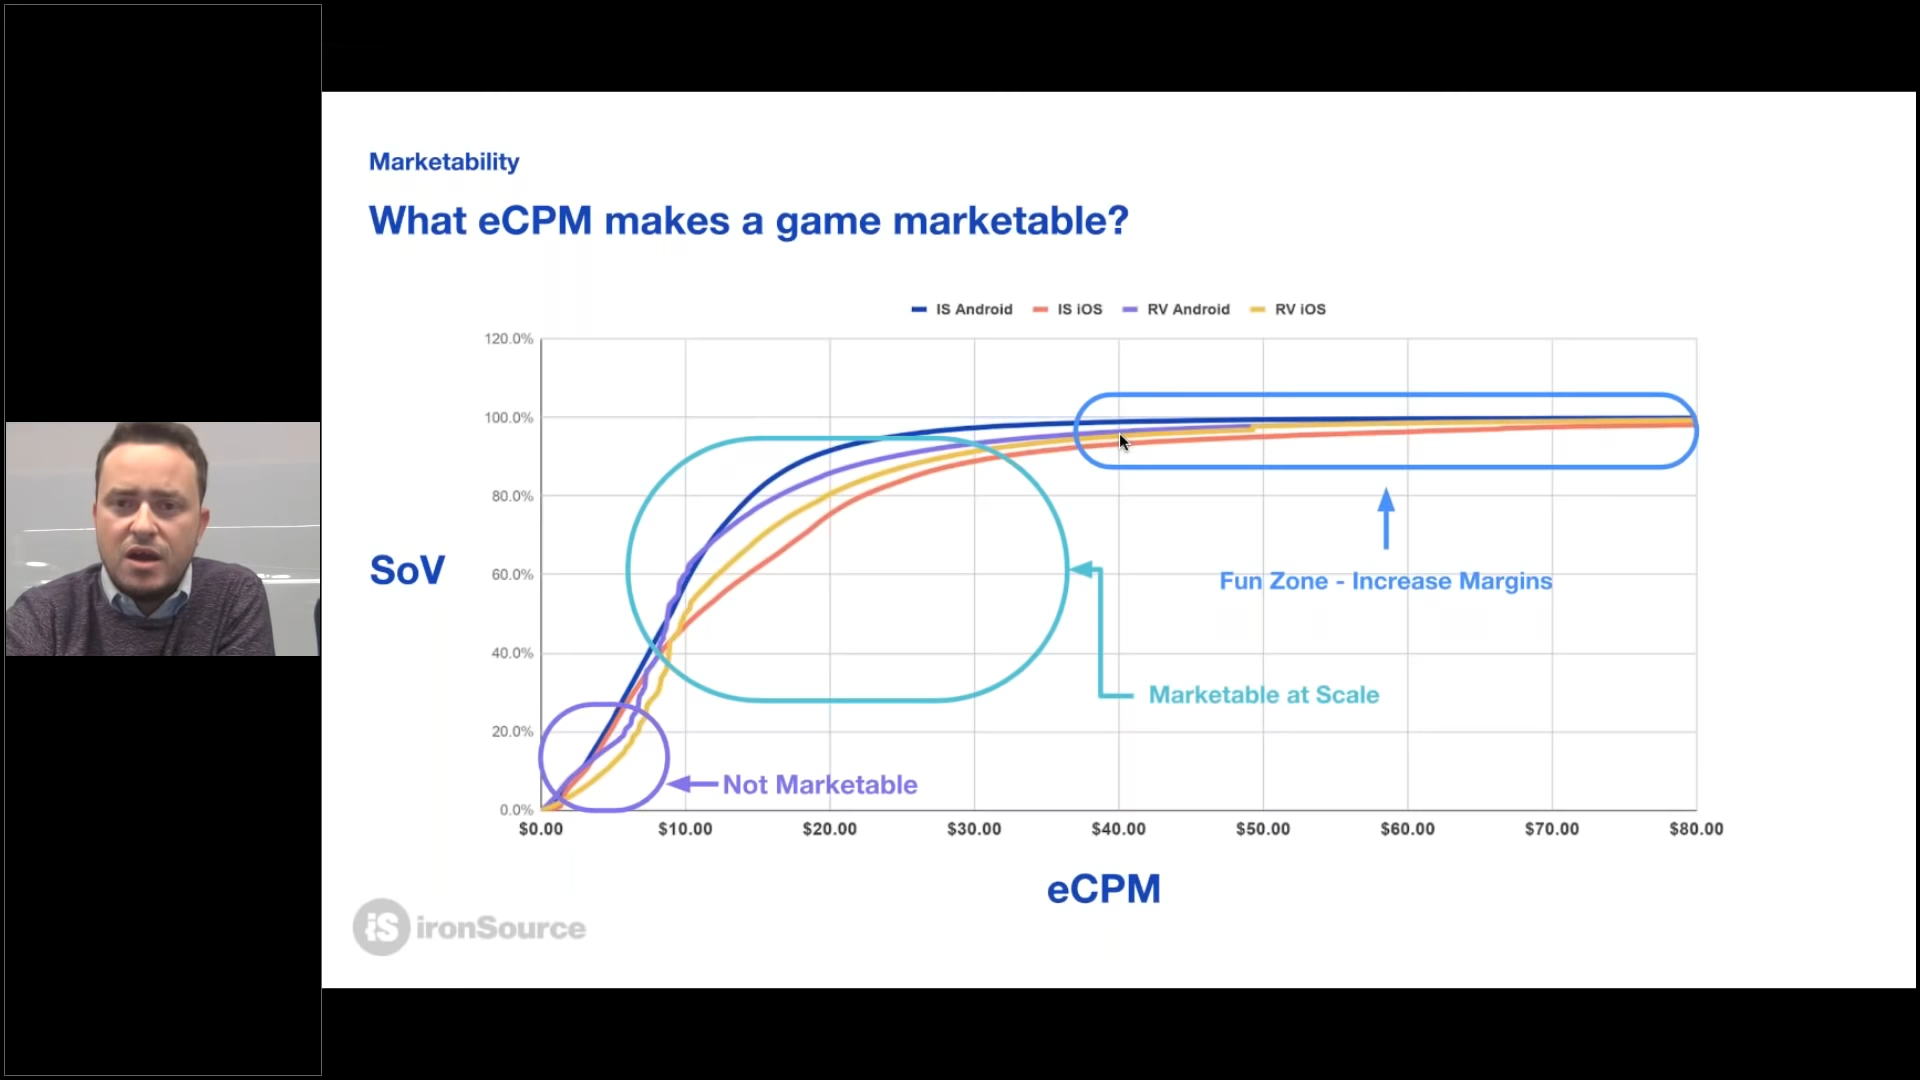 Marketability
What eCPM makes a game marketable?
IS Android IS iOS RV Android RV iOS
120.0%
100.0%
80.0%
60.0%
40.0%
20.0%
0.0%
SoV
Fun Zone - Increase Margins
Marketable at Scale
Not Marketable
$0.00 $10.00 $20.00 $30.00 $40.00 $50.00 $60.00 $70.00 $80.00
eCPM
iS ironSource